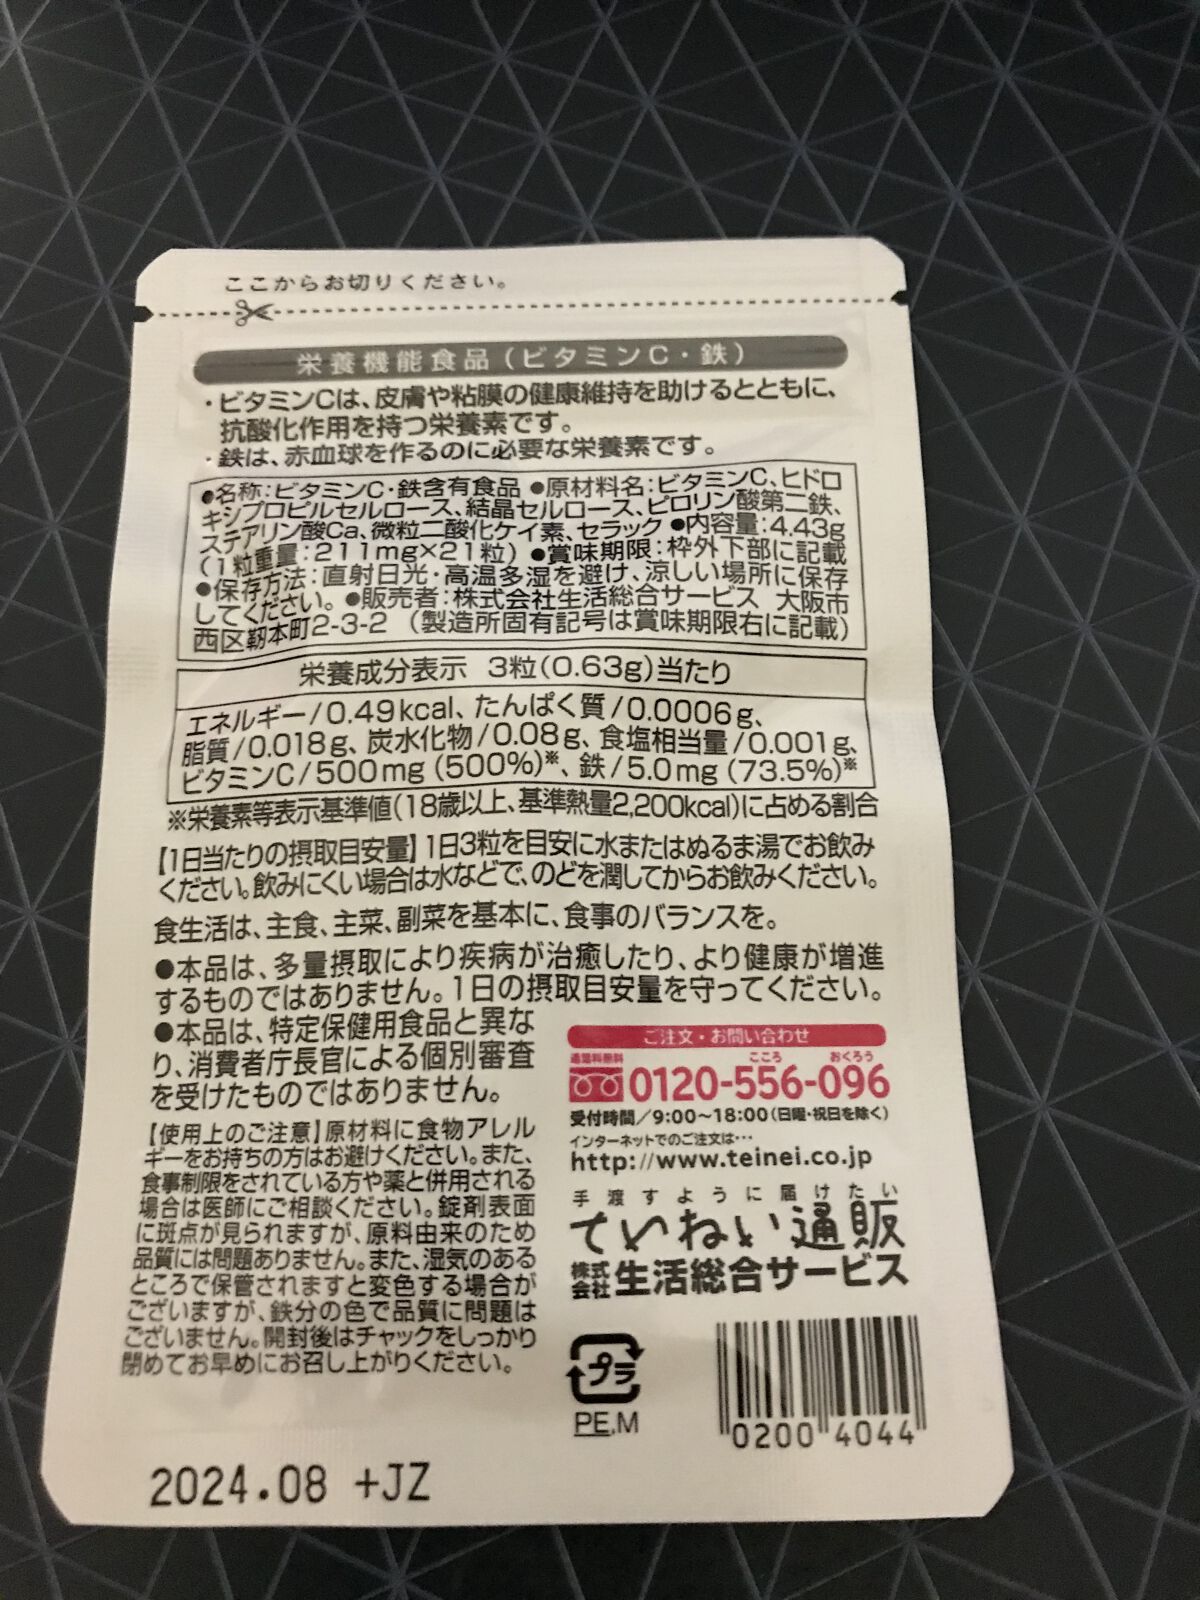 ここからお切りください。
栄養機能食品(ビタミンC・鉄)
・ビタミンCは、皮膚や粘膜の健康維持を助けるとともに、
抗酸化作用を持つ栄養素です。
・鉄は、赤血球を作るのに必要な栄養素です。
●名称:ビタミンC・鉄含有食品 ●原材料名:ビタミンC、ヒドロ
キシプロピルセルロース、結晶セルロース、ピロリン酸第二鉄、
ステアリン酸Ca、微粒二酸化ケイ素、セラック ●内容量:4.43g
(1粒重量:211mg×21粒) ●賞味期限:枠外下部に記載
●保存方法:直射日光・高温多湿を避け、涼しい場所に保存
してください。●販売者:株式会社生活総合サービス 大阪市
西区靭本町2-3-2 (製造所固有記号は賞味期限右に記載)
栄養成分表示 3粒(0.63g)当たり
エネルギー/0.49kcal、たんぱく質/0.0006g、
脂質/0.018g、炭水化物/0.08g、食塩相当量/0.001g、
ビタミンC/500mg (500%)※、鉄/5.0mg (73.5%)※
※栄養素等表示基準値(18歳以上、基準熱量2,200kcal)に占める割合
【1日当たりの摂取目安量】1日3粒を目安に水またはぬるま湯でお飲み
ください。飲みにくい場合は水などで、のどを潤してからお飲みください。
食生活は、主食、主菜、副菜を基本に、食事のバランスを。
●本品は、多量摂取により疾病が治癒したり、より健康が増進
するものではありません。1日の摂取目安量を守ってください。
●本品は、特定保健用食品と異な
り、消費者庁長官による個別審査
を受けたものではありません。
【使用上のご注意】原材料に食物アレル
ギーをお持ちの方はお避けください。また、
食事制限をされている方や薬と併用される
場合は医師にご相談ください。錠剤表面
に斑点が見られますが、原料由来のため
品質には問題ありません。また、湿気のある
ところで保管されますと変色する場合が
ございますが、鉄分の色で品質に問題は
ございません。開封後はチャックをしっかり
閉めてお早めにお召し上がりください。
ご注文・お問い合わせ
通話料無料 こころ おくろう
0120-556-096
受付時間/9:00〜18:00(日曜・祝日を除く)
インターネットでのご注文は…
http://www.teinei.co.jp
手渡すように届けたい
ていねい通販
株式会社 生活総合サービス
プラ
PE,M
0200 4044
2024.08 +JZ